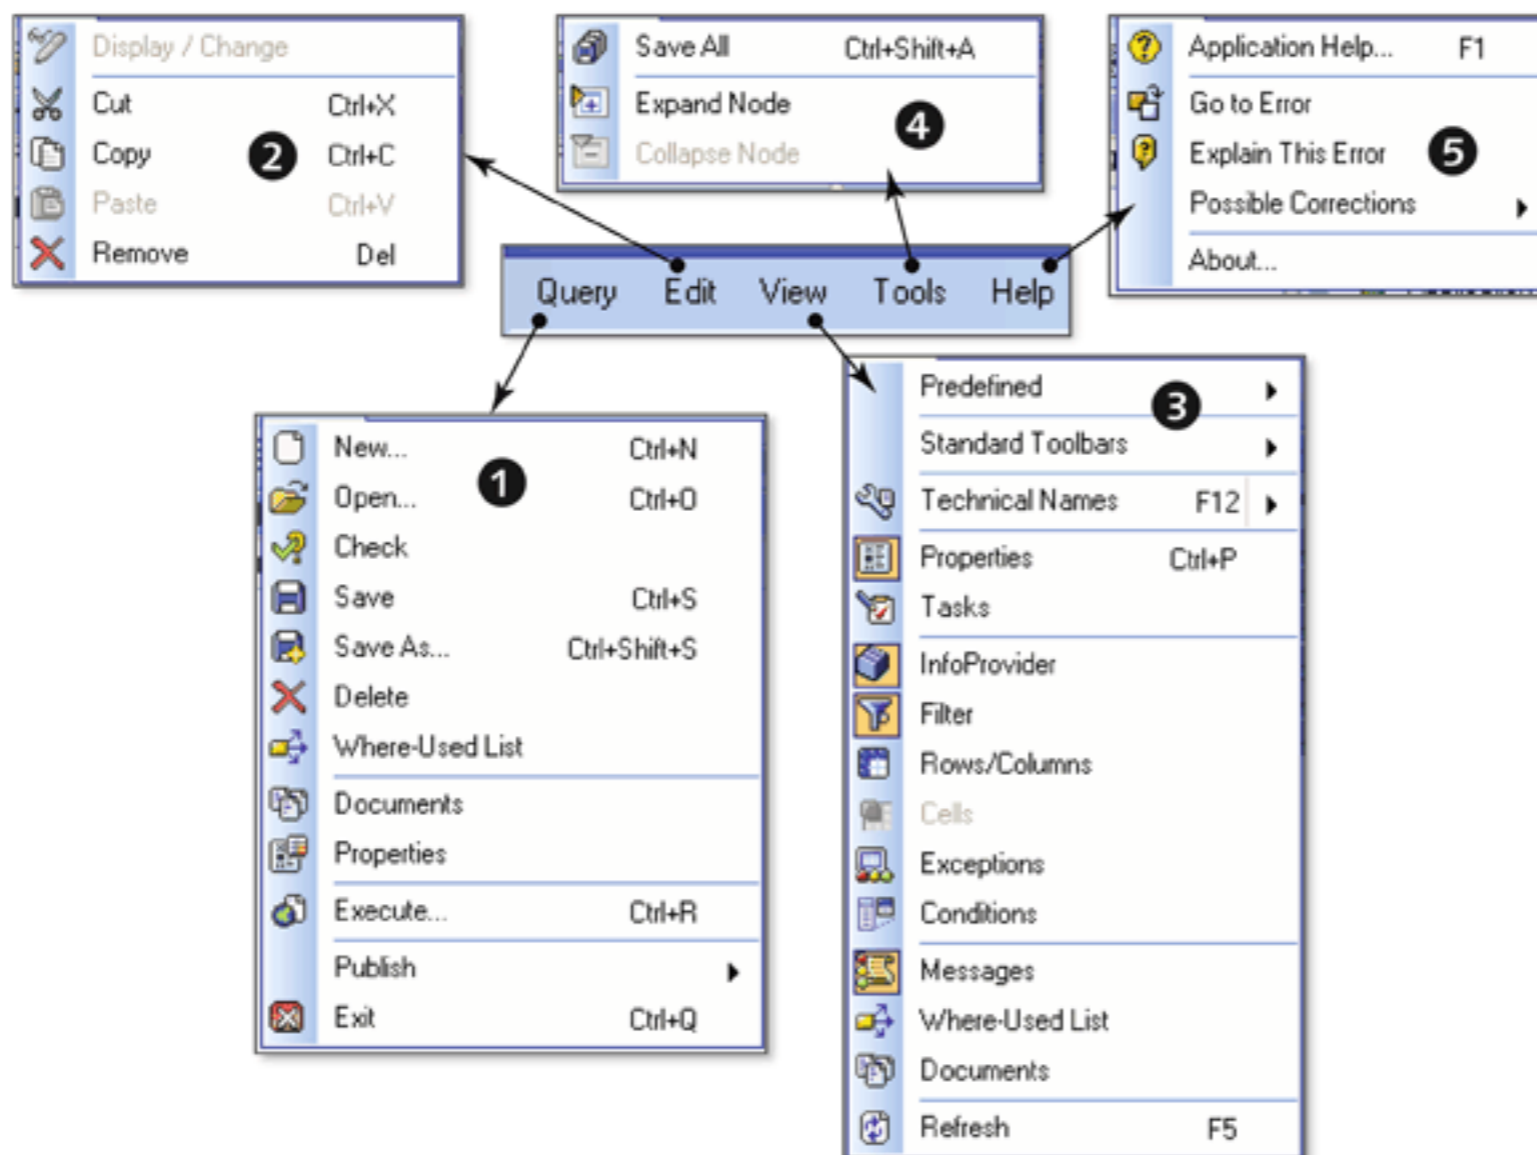 Display / Change
Cut Ctrl+X
Copy Ctrl+C
Paste Ctrl+V
Remove Del
2
Save All Ctrl+Shift+A
Expand Node
Collapse Node
4
Application Help... F1
Go to Error
Explain This Error
Possible Corrections
About...
5
Query Edit View Tools Help
New... Ctrl+N
Open... Ctrl+O
Check
Save Ctrl+S
Save As... Ctrl+Shift+S
Delete
Where-Used List
Documents
Properties
Execute... Ctrl+R
Publish
Exit Ctrl+Q
1
Predefined
Standard Toolbars
Technical Names F12
Properties Ctrl+P
Tasks
InfoProvider
Filter
Rows/Columns
Cells
Exceptions
Conditions
Messages
Where-Used List
Documents
Refresh F5
3